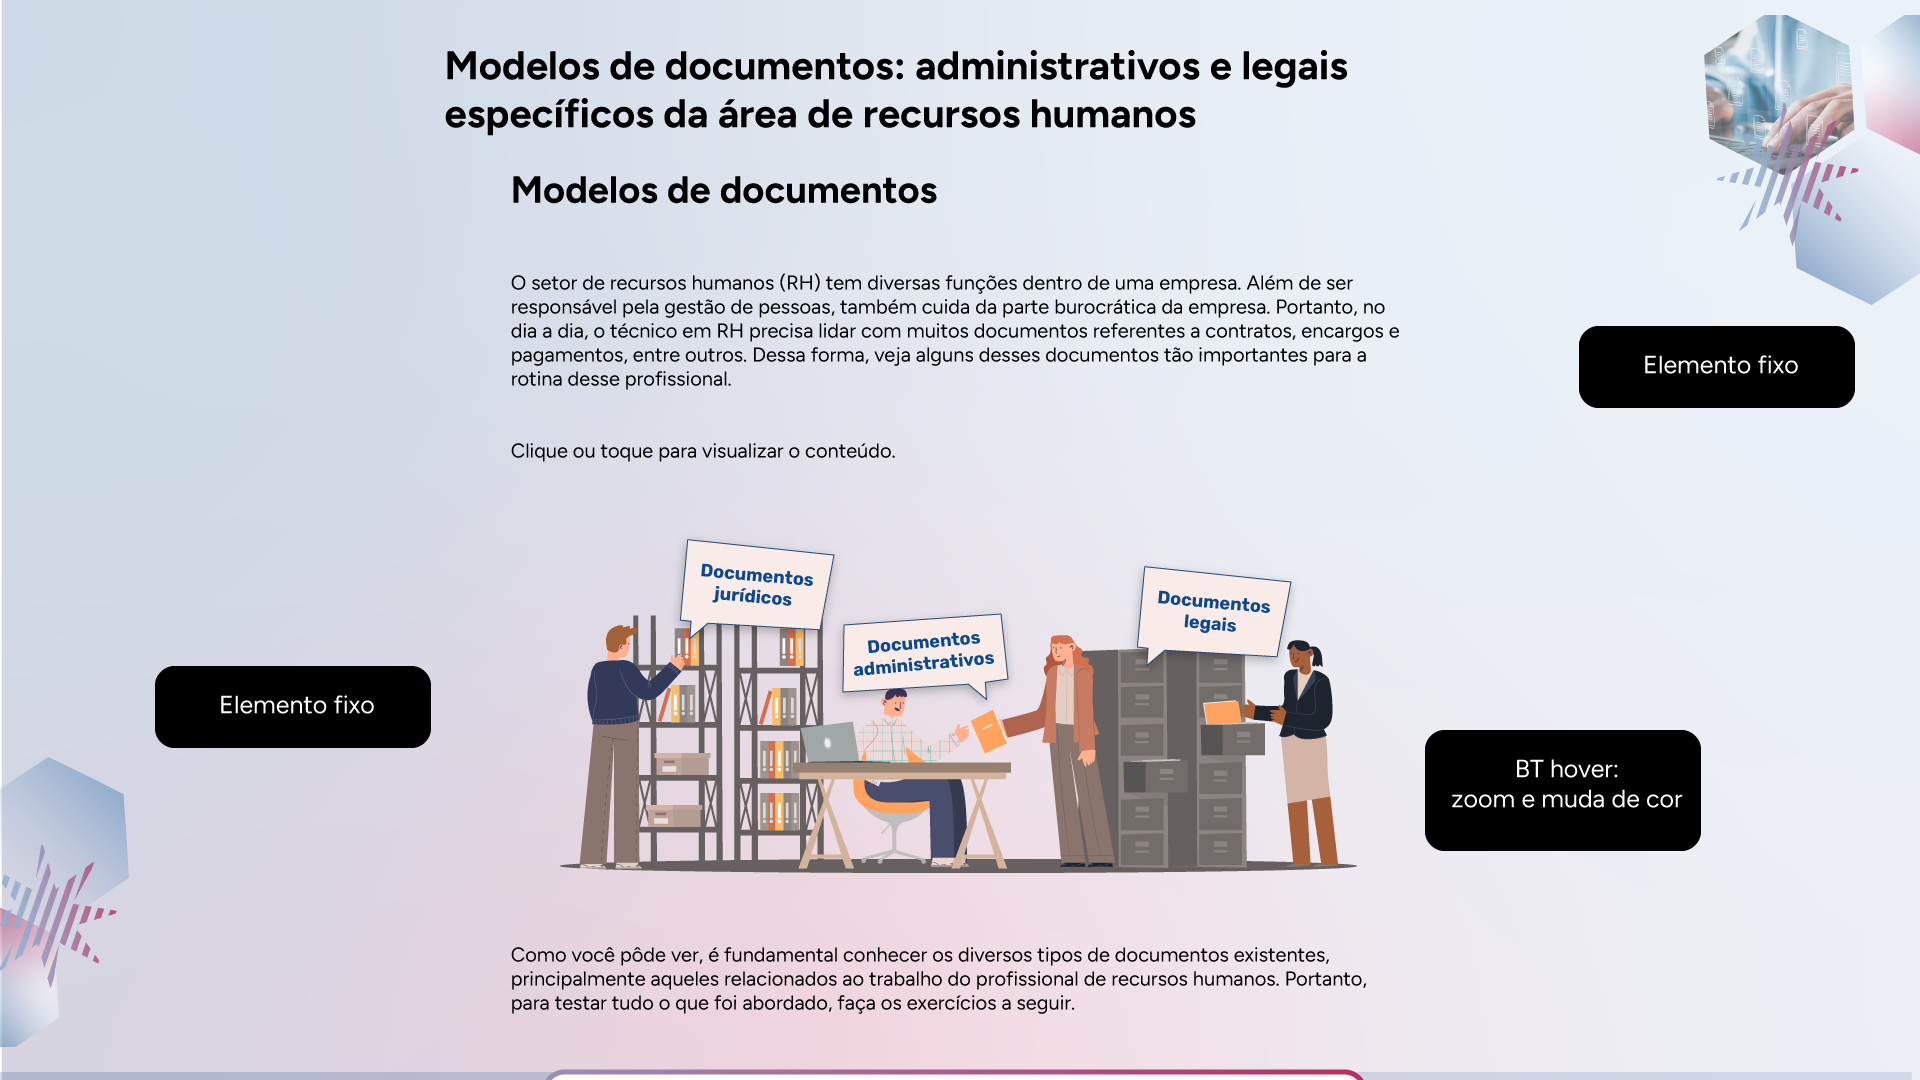 Modelos de documentos: administrativos e legais
específicos da área de recursos humanos
Modelos de documentos
O setor de recursos humanos (RH) tem diversas funções dentro de uma empresa. Além de ser
responsável pela gestão de pessoas, também cuida da parte burocrática da empresa. Portanto, no
dia a dia, o técnico em RH precisa lidar com muitos documentos referentes a contratos, encargos e
pagamentos, entre outros. Dessa forma, veja alguns desses documentos tão importantes para a
rotina desse profissional.
Elemento fixo
Clique ou toque para visualizar o conteúdo.
Documentos
jurídicos
Documentos
administrativos
Documentos
legais
Elemento fixo
BT hover:
zoom e muda de cor
Como você pôde ver, é fundamental conhecer os diversos tipos de documentos existentes,
principalmente aqueles relacionados ao trabalho do profissional de recursos humanos. Portanto,
para testar tudo o que foi abordado, faça os exercícios a seguir.